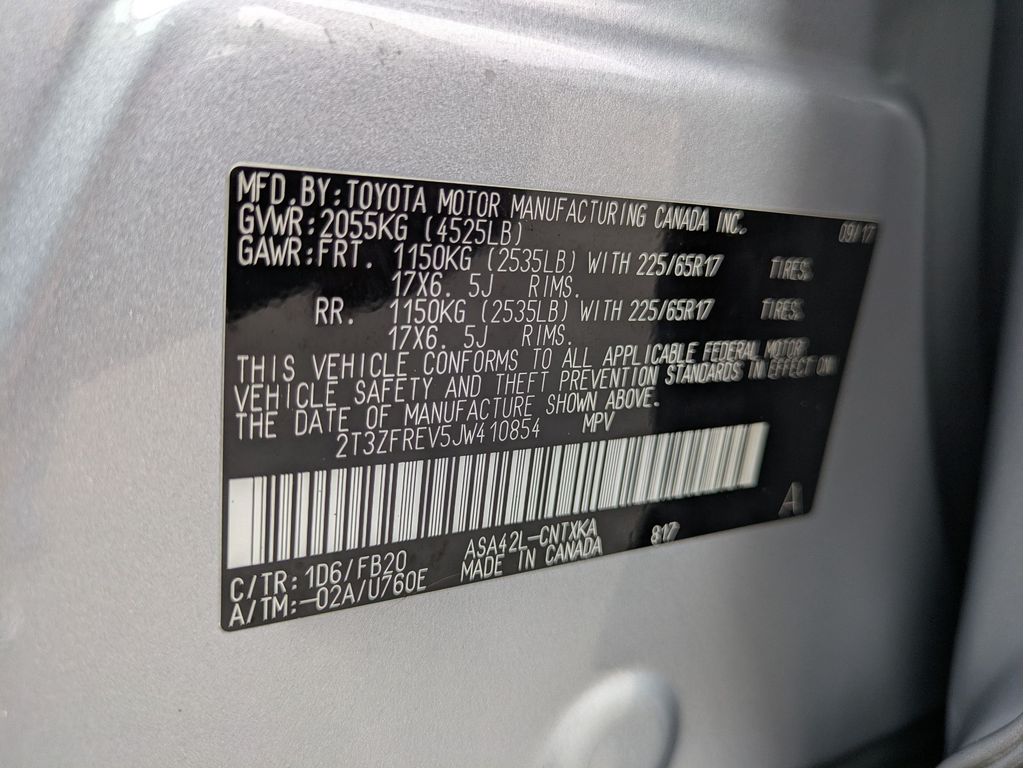 MFD.BY:TOYOTA MOTOR MANUFACTURING CANADA INC. 09/17
GVWR:2055KG (4525LB)
GAWR:FRT. 1150KG (2535LB) WITH 225/65R17 TIRES.
17X6. 5J RIMS.
RR. 1150KG (2535LB) WITH 225/65R17 TIRES.
17X6. 5J RIMS.
THIS VEHICLE CONFORMS TO ALL APPLICABLE FEDERAL MOTOR
VEHICLE SAFETY AND THEFT PREVENTION STANDARDS IN EFFECT ON
THE DATE OF MANUFACTURE SHOWN ABOVE.
2T3ZFREV5JW410854 MPV
A
C/TR:1D6/FB20 ASA42L-CNTXKA 817
A/TM:-02A/U760E MADE IN CANADA